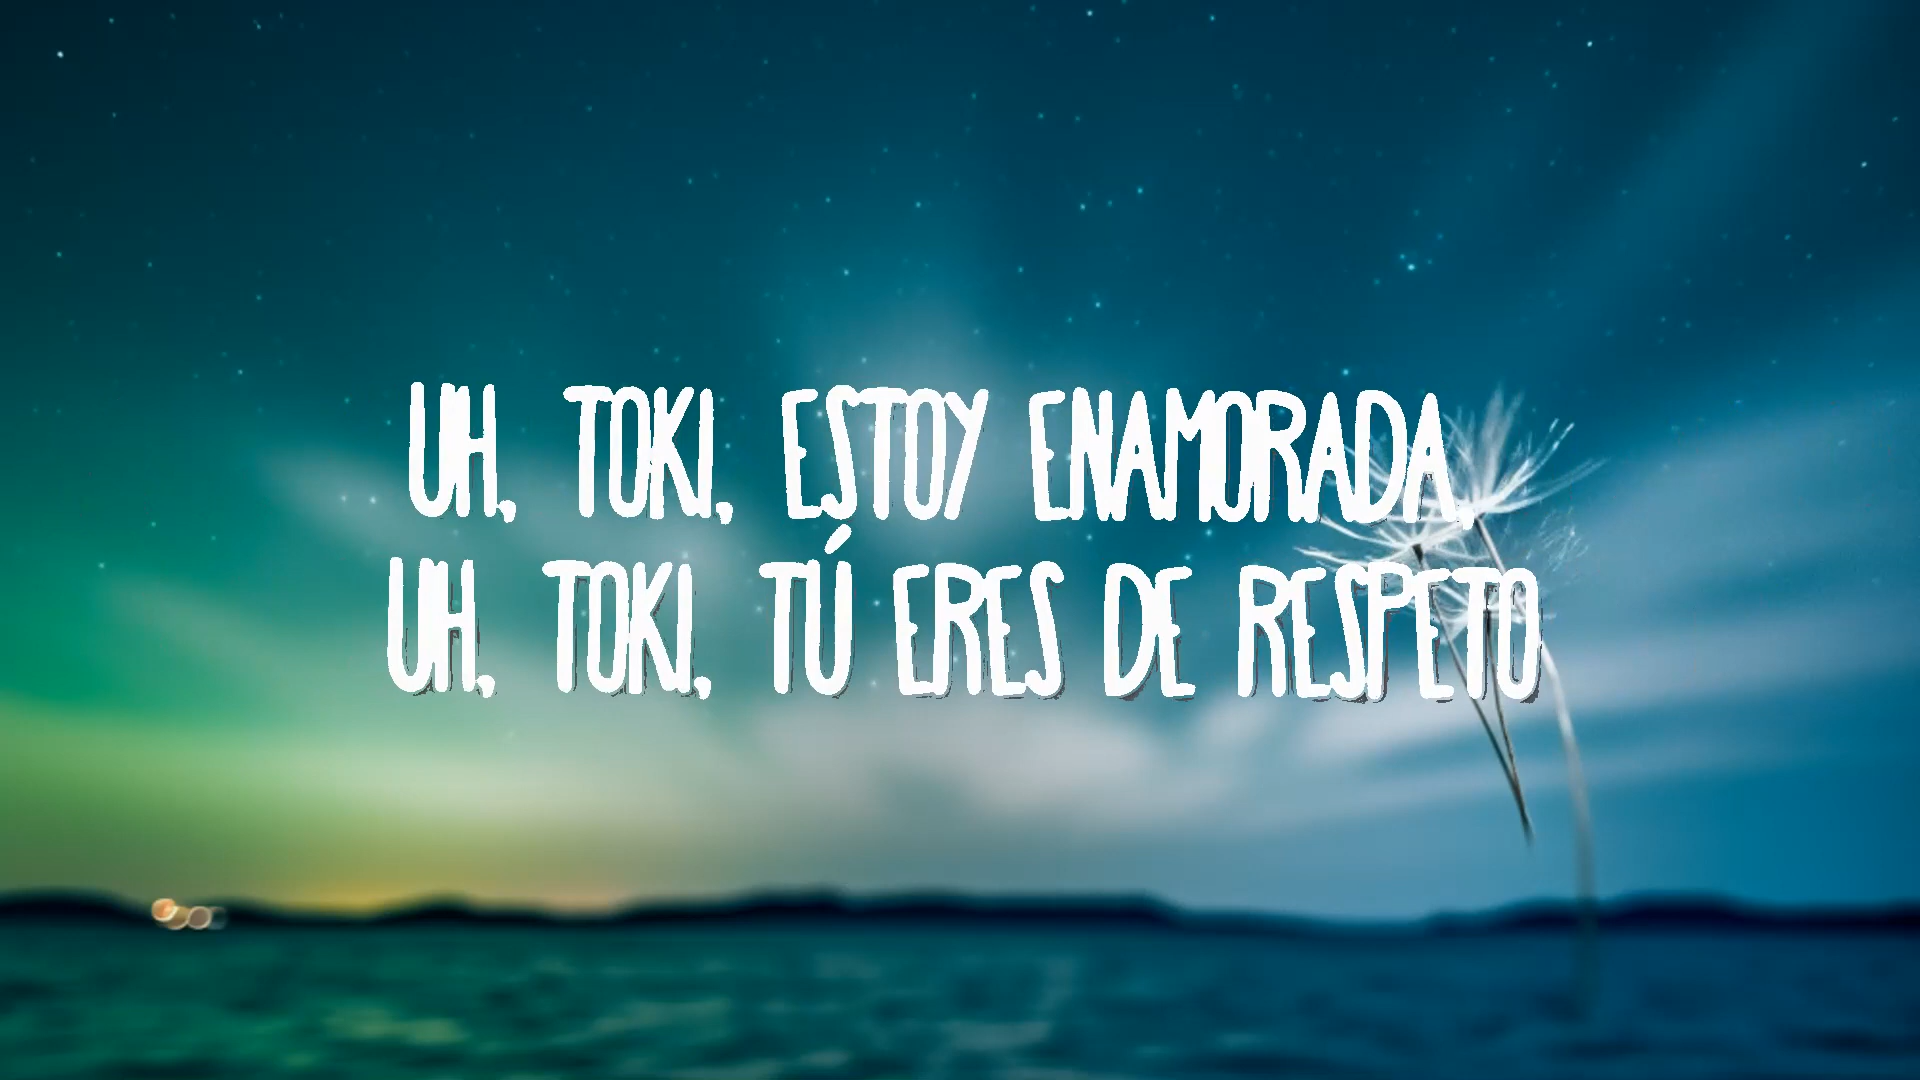 UH, TOKI, ESTOY ENAMORADA,
UH, TOKI, TÚ ERES DE RESPETO